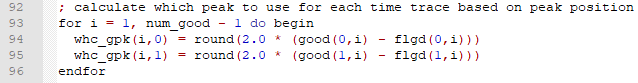 92 ; calculate which peak to use for each time trace based on peak position
93 for i = 1, num_good - 1 do begin
94 whc_gpk(i,0) = round(2.0 * (good(0,i) - flgd(0,i)))
95 whc_gpk(i,1) = round(2.0 * (good(1,i) - flgd(1,i)))
96 endfor